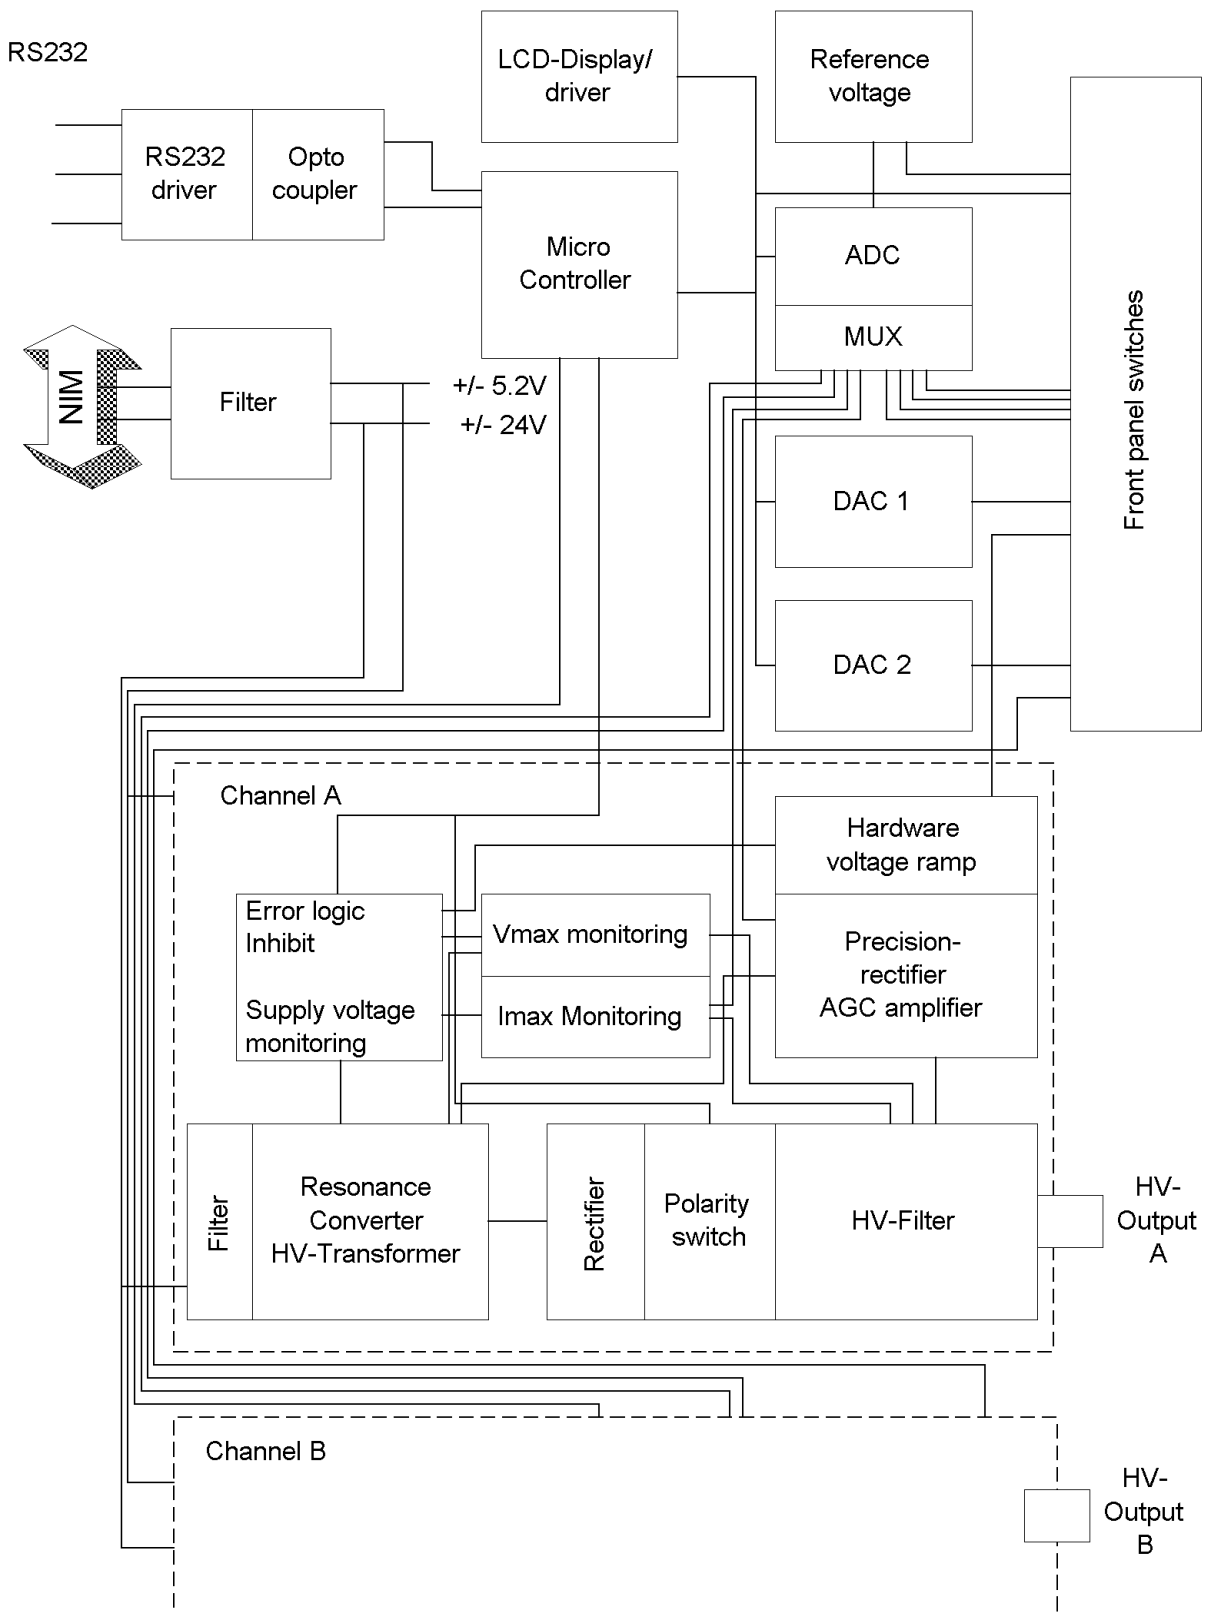 RS232
LCD-Display/
driver
Reference
voltage
RS232
driver
Opto
coupler
Micro
Controller
ADC
MUX
Front panel switches
NIM
Filter
+/- 5.2V
+/- 24V
DAC 1
DAC 2
Channel A
Hardware
voltage ramp
Error logic
Inhibit
Supply voltage
monitoring
Vmax monitoring
Imax Monitoring
Precision-
rectifier
AGC amplifier
Filter
Resonance
Converter
HV-Transformer
Rectifier
Polarity
switch
HV-Filter
HV-
Output
A
Channel B
HV-
Output
B